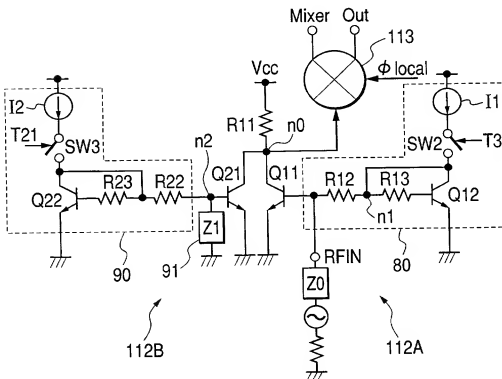 Mixer Out
113
Vcc
ϕ local
I2
I1
R11
n0
T21
SW3
n2
SW2
T3
Q21
Q11
R23
R22
R12
R13
Q22
Q12
n1
Z1
RFIN
90
91
80
Z0
112B
112A